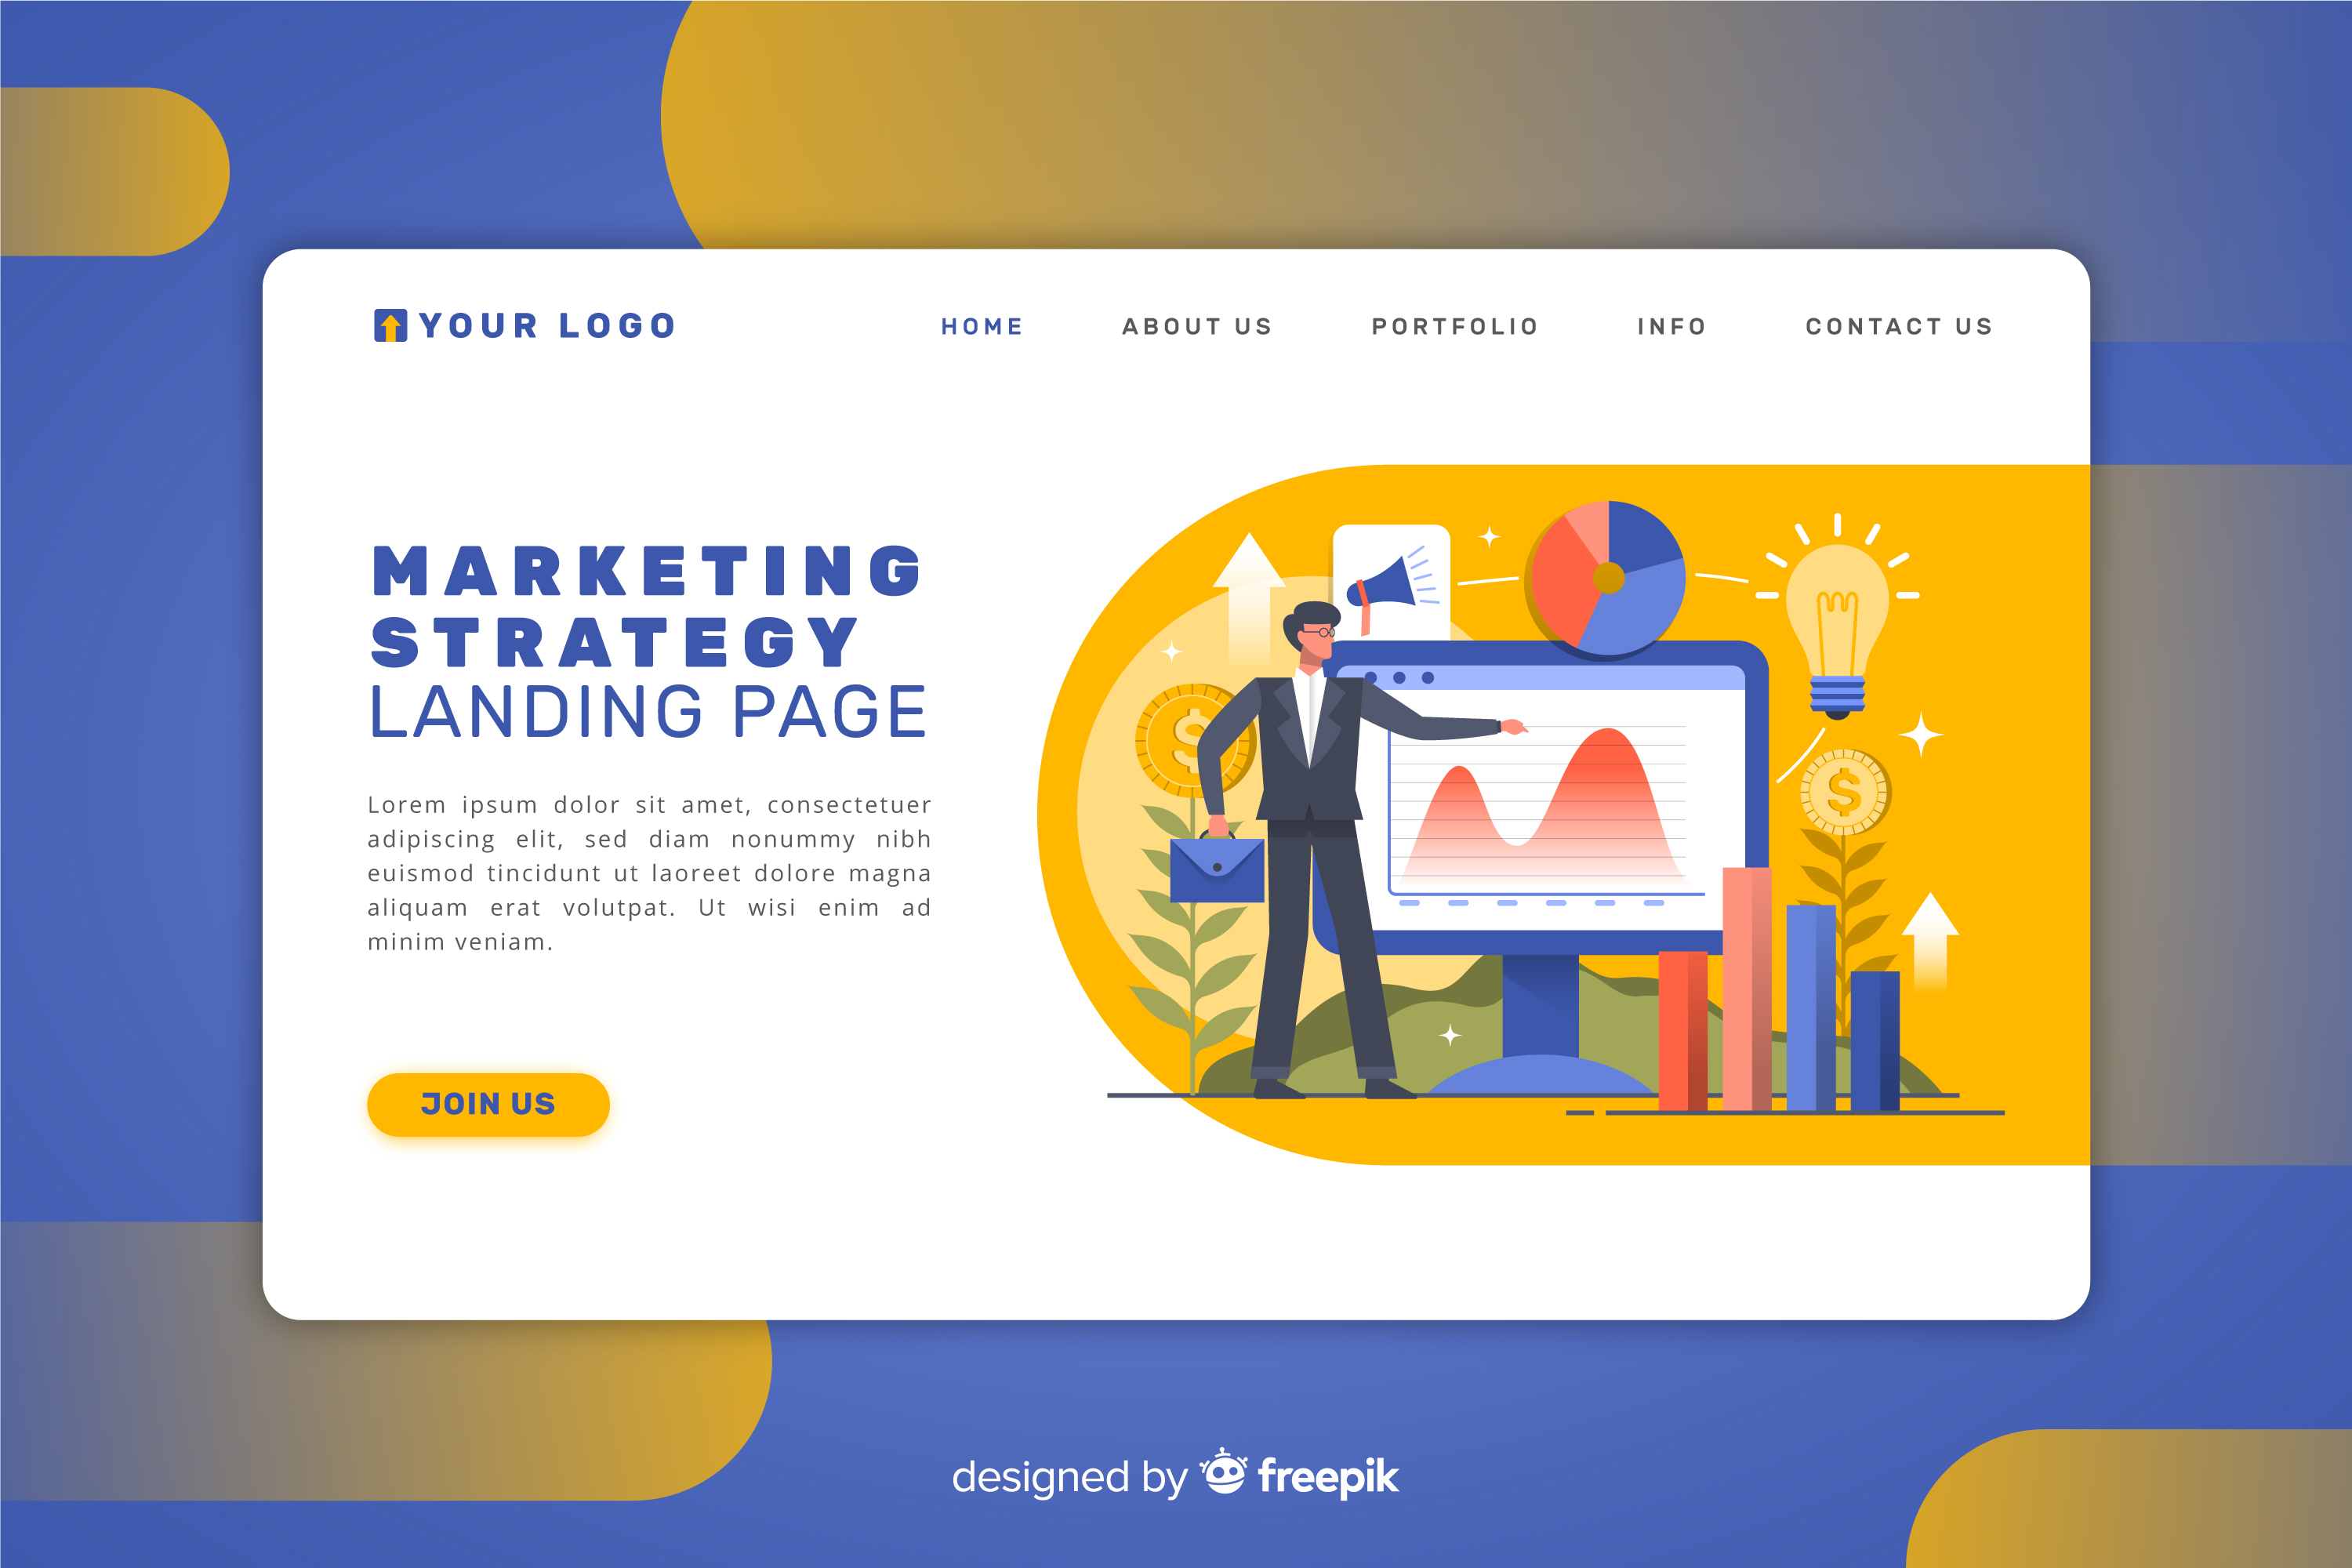 YOUR LOGO
HOME ABOUT US PORTFOLIO INFO CONTACT US
MARKETING
STRATEGY
LANDING PAGE
Lorem ipsum dolor sit amet, consectetuer
adipiscing elit, sed diam nonummy nibh
euismod tincidunt ut laoreet dolore magna
aliquam erat volutpat. Ut wisi enim ad
minim veniam.
JOIN US
$
$
designed by freepik